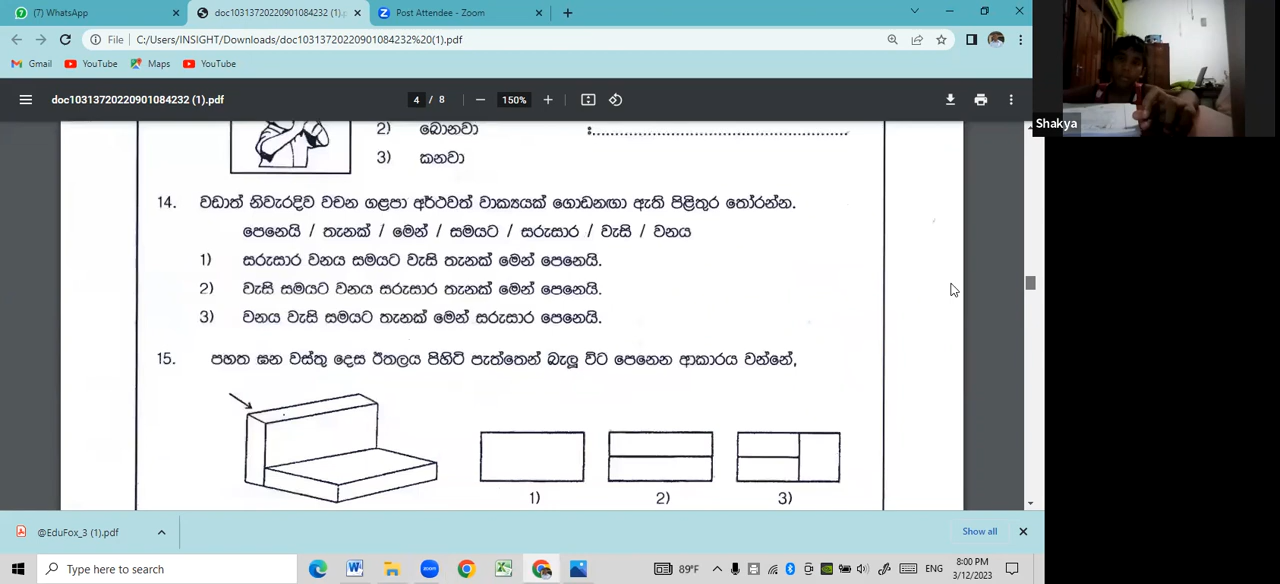 (7) WhatsApp
doc10313720220901084232 (1).p
Post Attendee - Zoom
File
C:/Users/INSIGHT/Downloads/doc10313720220901084232%20(1).pdf
Gmail
YouTube
Maps
YouTube
doc10313720220901084232 (1).pdf
4 / 8
150%
Shakya
2) බොනවා :..............................................................
3) කනවා
14. වඩාත් නිවැරදිව වචන ගළපා අර්ථවත් වාක්‍යයක් ගොඩනඟා ඇති පිළිතුර තෝරන්න.
පෙනෙයි / තැනක් / මෙන් / සමයට / සරුසාර / වැසි / වනය
1) සරුසාර වනය සමයට වැසි තැනක් මෙන් පෙනෙයි.
2) වැසි සමයට වනය සරුසාර තැනක් මෙන් පෙනෙයි.
3) වනය වැසි සමයට තැනක් මෙන් සරුසාර පෙනෙයි.
15. පහත ඝන වස්තු දෙස ඊතලය පිහිටි පැත්තෙන් බැලූ විට පෙනෙන ආකාරය වන්නේ,
1) 2) 3)
@EduFox_3 (1).pdf
Show all
Type here to search
89°F
ENG
8:00 PM
3/12/2023